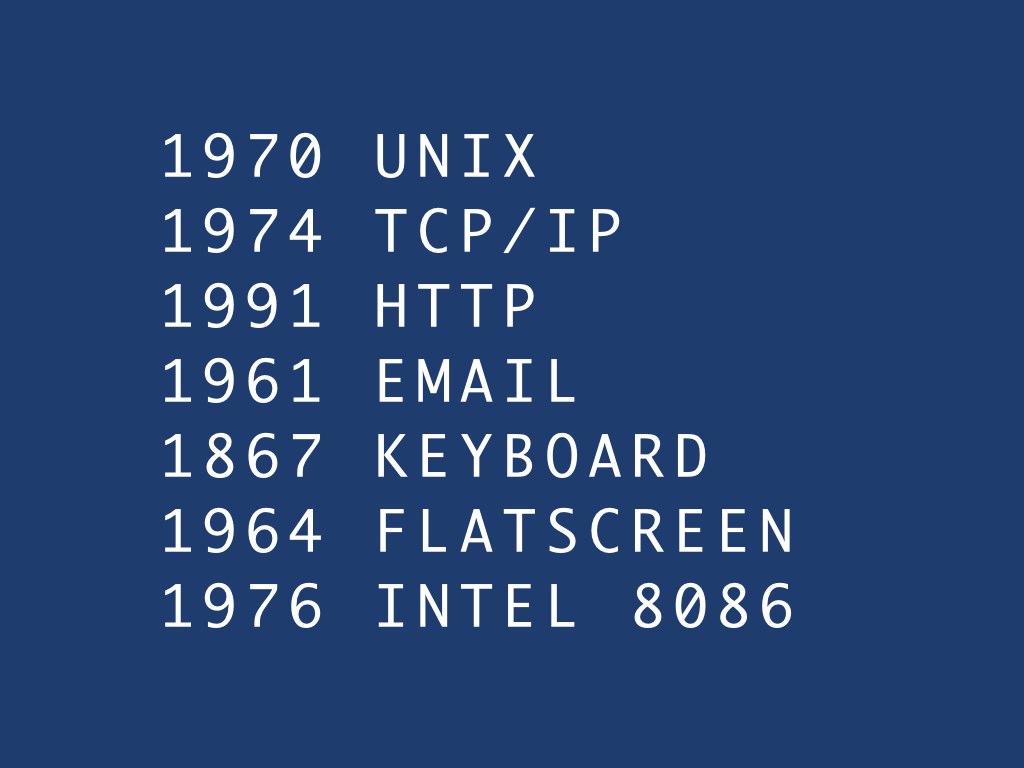 1970 UNIX
1974 TCP/IP
1991 HTTP
1961 EMAIL
1867 KEYBOARD
1964 FLATSCREEN
1976 INTEL 8086